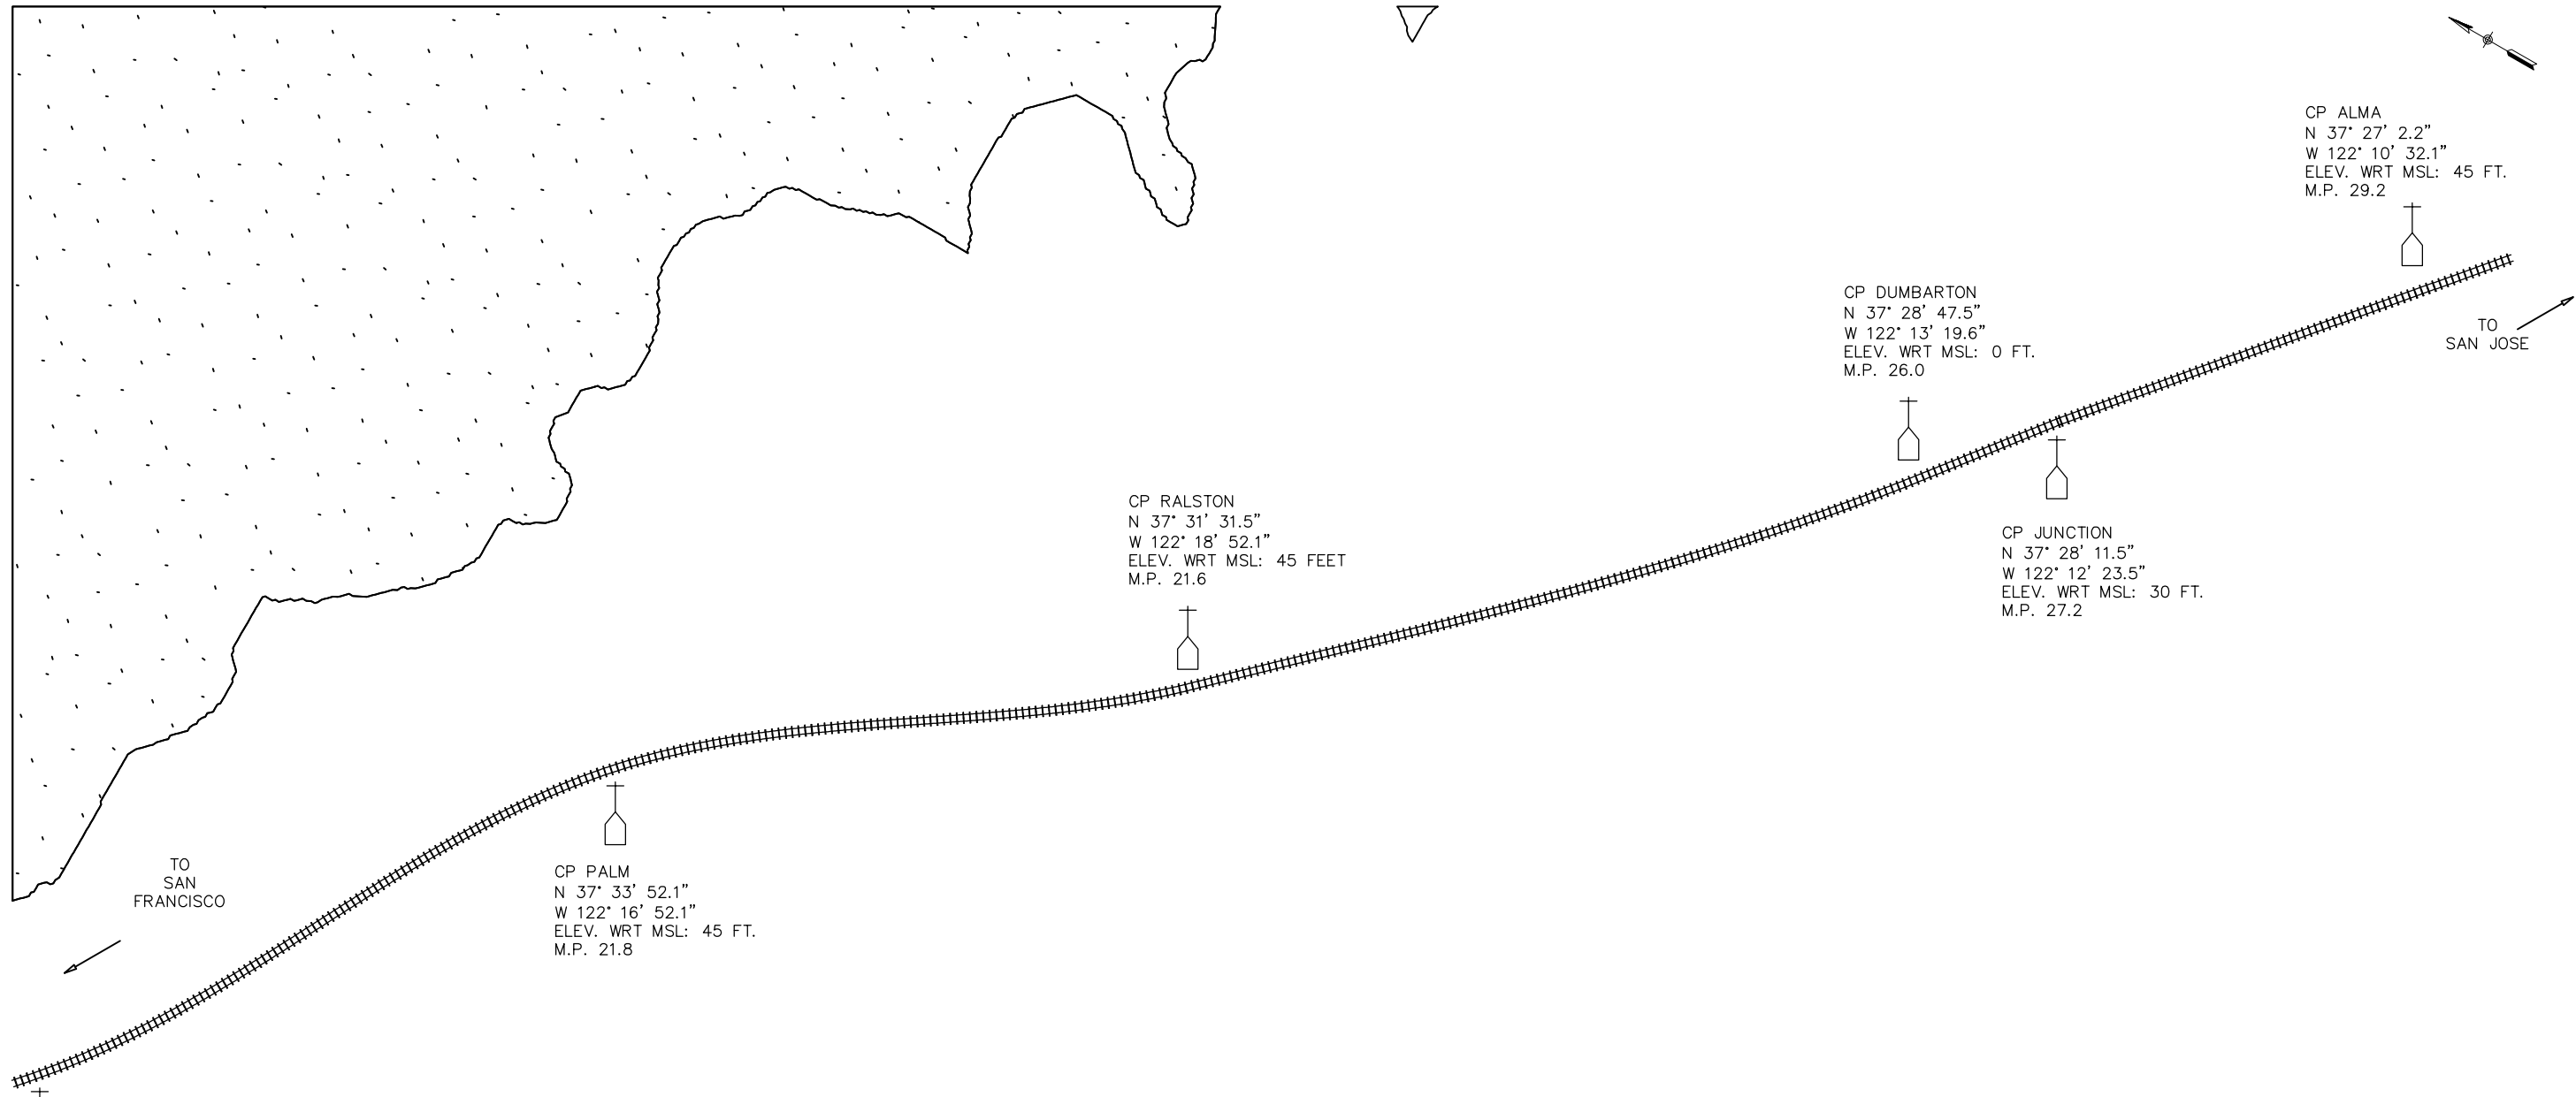 CP ALMA
N 37° 27' 2.2"
W 122° 10' 32.1"
ELEV. WRT MSL: 45 FT.
M.P. 29.2
CP DUMBARTON
N 37° 28' 47.5"
W 122° 13' 19.6"
ELEV. WRT MSL: 0 FT.
M.P. 26.0
TO
SAN JOSE
CP RALSTON
N 37° 31' 31.5"
W 122° 18' 52.1"
ELEV. WRT MSL: 45 FEET
M.P. 21.6
CP JUNCTION
N 37° 28' 11.5"
W 122° 12' 23.5"
ELEV. WRT MSL: 30 FT.
M.P. 27.2
TO
SAN
FRANCISCO
CP PALM
N 37° 33' 52.1"
W 122° 16' 52.1"
ELEV. WRT MSL: 45 FT.
M.P. 21.8